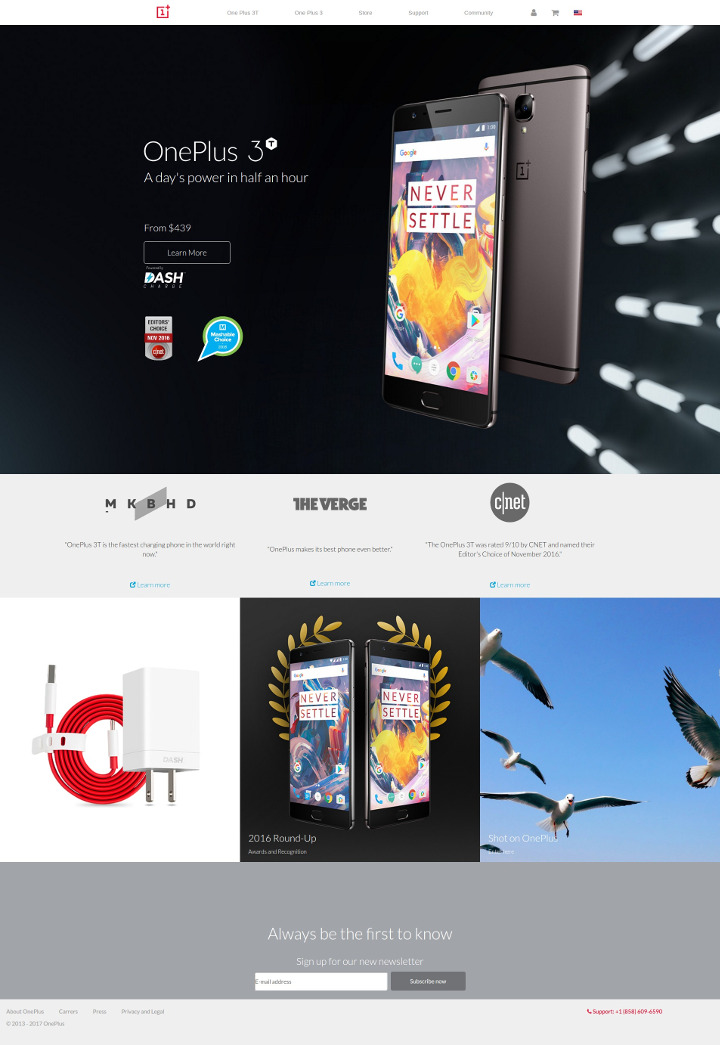 One Plus 3T
One Plus 3
Store
Support
Community
OnePlus 3T
A day's power in half an hour
From $439
Learn More
Powered by
DASH
CHARGE
EDITORS'
CHOICE
NOV 2016
c|net
M
Mashable
Choice
Google
NEVER
SETTLE
MKBHD
THE VERGE
c|net
"OnePlus 3T is the fastest charging phone in the world right
now."
"OnePlus makes its best phone even better."
"The OnePlus 3T was rated 9/10 by CNET and named their
Editor's Choice of November 2016."
Learn more
Learn more
Learn more
DASH
NEVER
SETTLE
NEVER
SETTLE
2016 Round-Up
Awards and Recognition
Shot on OnePlus
Always be the first to know
Sign up for our new newsletter
E-mail address
Subscribe now
About OnePlus
Careers
Press
Privacy and Legal
Support: +1 (858) 609-6590
© 2013 - 2017 OnePlus